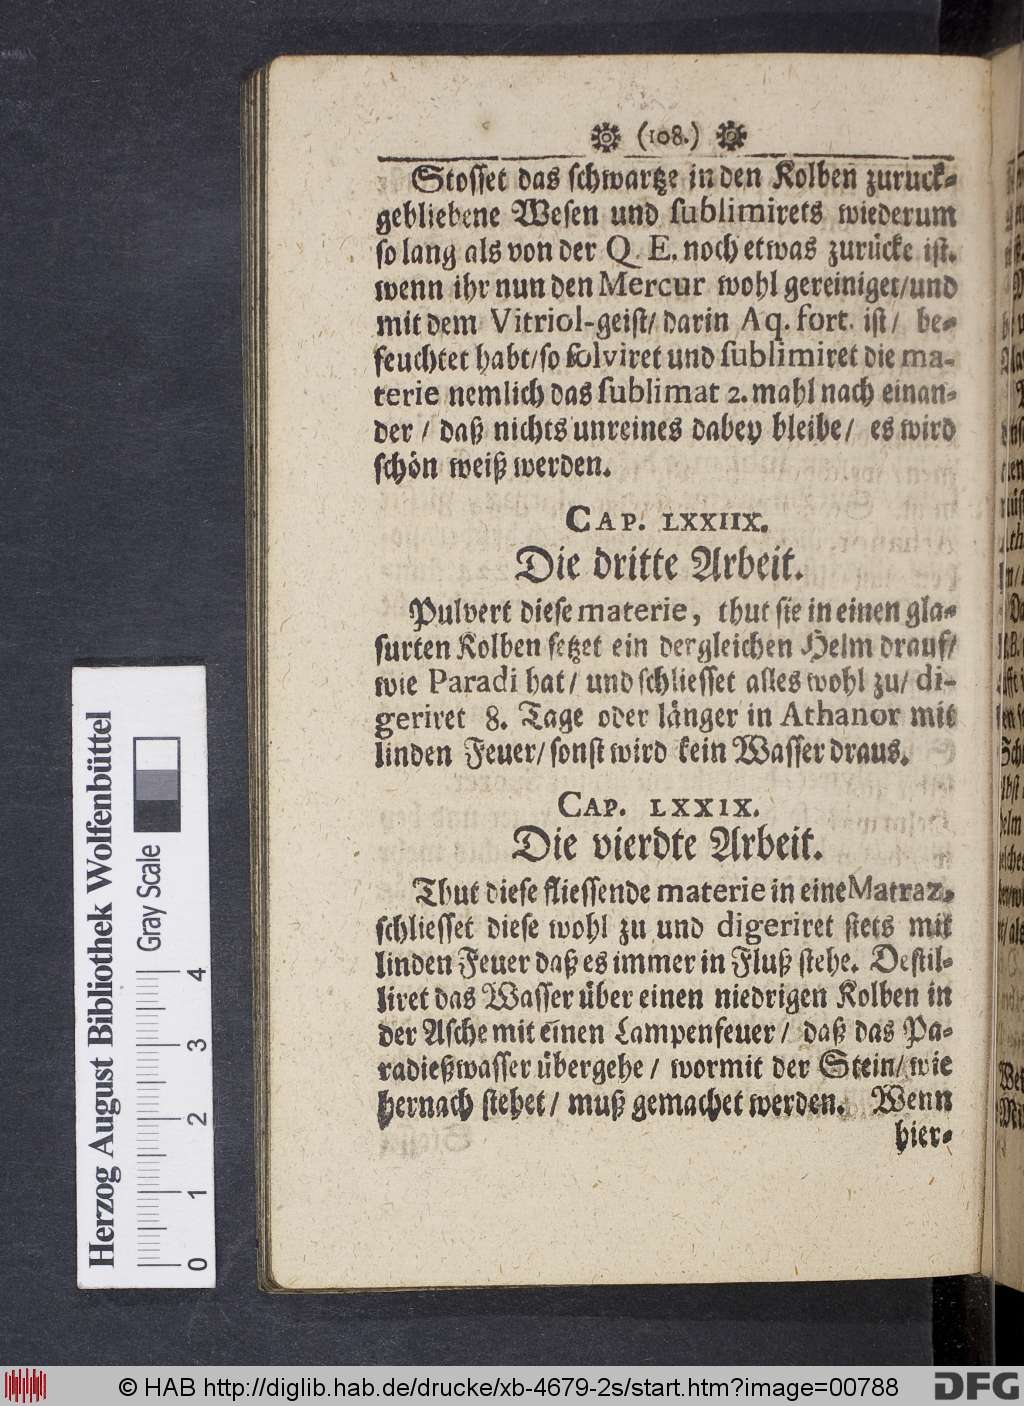 (108.)
Stosset das schwartze in den Kolben zuruck-
gebliebene Wesen und sublimirets wiederum
so lang als von der Q. E. noch etwas zurücke ist.
wenn ihr nun den Mercur wohl gereiniget/und
mit dem Vitriol-geist/ darin Aq. fort. ist/ be-
feuchtet habt/so solviret und sublimiret die ma-
terie nemlich das sublimat 2. mahl nach einan-
der / daß nichts unreines dabey bleibe/ es wird
schön weiß werden.
CAP. LXXIIX.
Die dritte Arbeit.
Pulvert diese materie, thut sie in einen gla-
surten Kolben setzet ein dergleichen Helm drauf/
wie Paradi hat/ und schliesset alles wohl zu/ di-
geriret 8. Tage oder länger in Athanor mit
linden Feuer/ sonst wird kein Wasser draus.
CAP. LXXIX.
Die vierdte Arbeit.
Thut diese fliessende materie in eine Matraz.
schliesset diese wohl zu und digeriret stets mit
linden Feuer daß es immer in Fluß stehe. Destil-
liret das Wasser über einen niedrigen Kolben in
der Asche mit einen Lampenfeuer / daß das Pa-
radießwasser übergehe / wormit der Stein/ wie
hernach stehet/ muß gemachet werden. Wenn
hier-
Herzog August Bibliothek Wolfenbüttel
Gray Scale
0 1 2 3 4
© HAB http://diglib.hab.de/drucke/xb-4679-2s/start.htm?image=00788
DFG